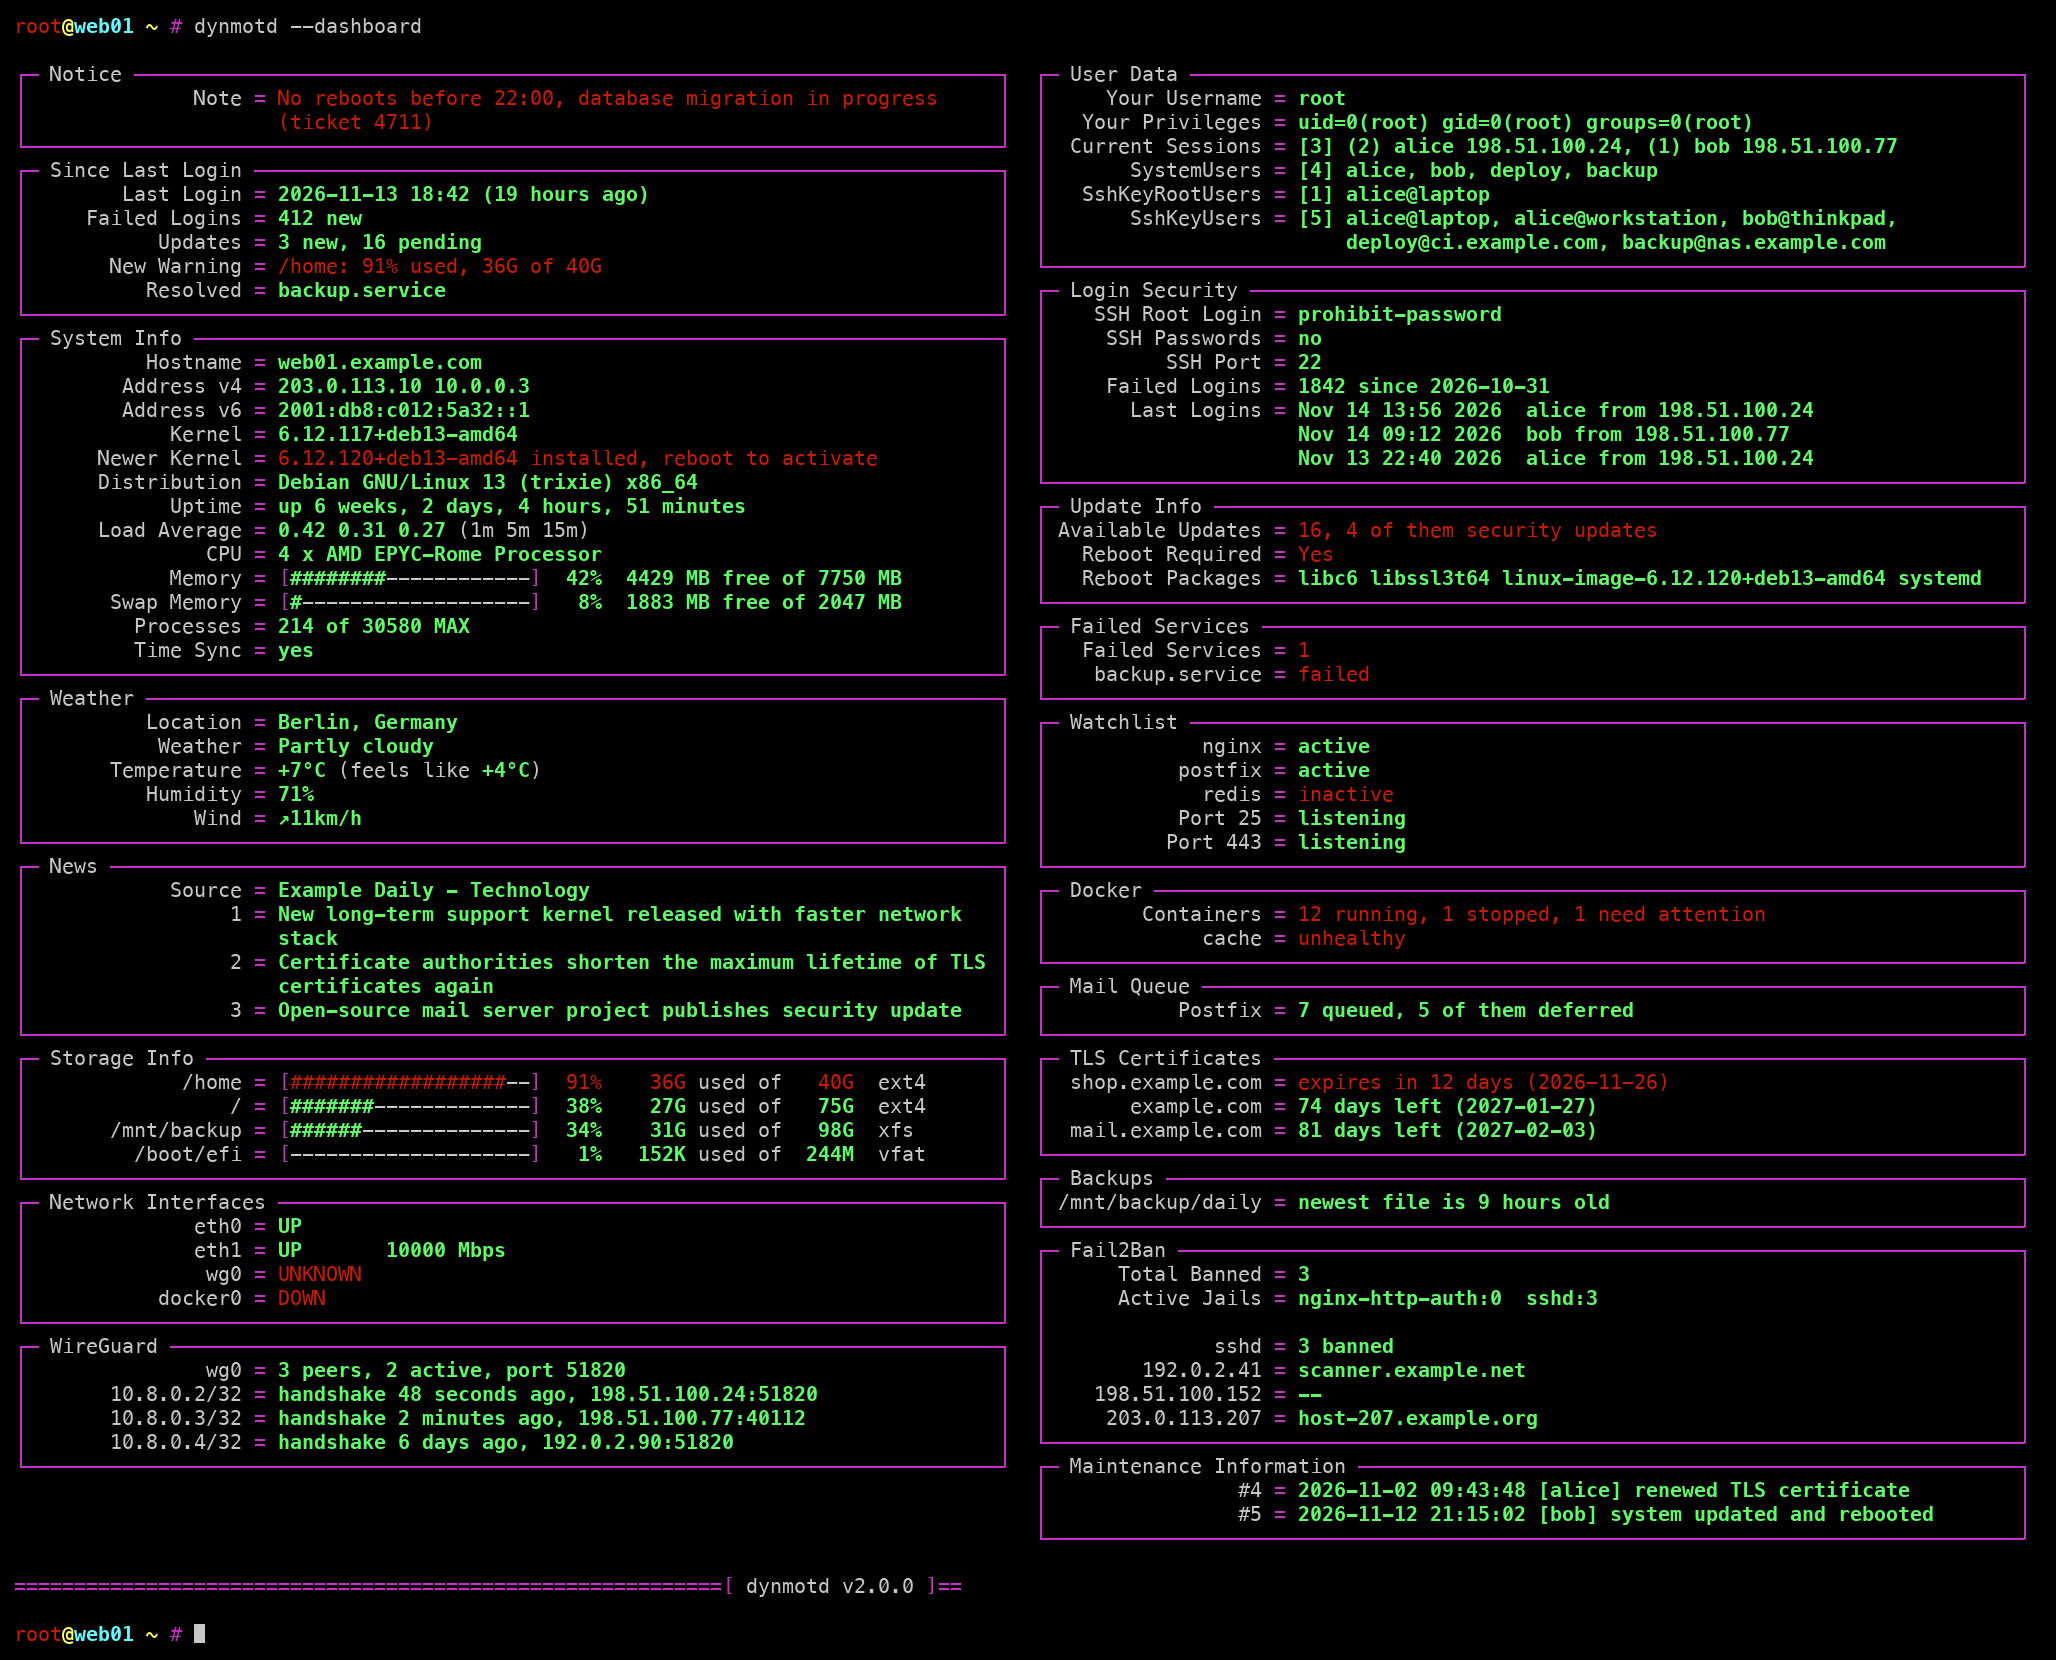 root@web01 ~ # dynmotd --dashboard
Notice
Note = No reboots before 22:00, database migration in progress
(ticket 4711)
Since Last Login
Last Login = 2026-11-13 18:42 (19 hours ago)
Failed Logins = 412 new
Updates = 3 new, 16 pending
New Warning = /home: 91% used, 36G of 40G
Resolved = backup.service
System Info
Hostname = web01.example.com
Address v4 = 203.0.113.10 10.0.0.3
Address v6 = 2001:db8:c012:5a32::1
Kernel = 6.12.117+deb13-amd64
Newer Kernel = 6.12.120+deb13-amd64 installed, reboot to activate
Distribution = Debian GNU/Linux 13 (trixie) x86_64
Uptime = up 6 weeks, 2 days, 4 hours, 51 minutes
Load Average = 0.42 0.31 0.27 (1m 5m 15m)
CPU = 4 x AMD EPYC-Rome Processor
Memory = [########------------]  42%  4429 MB free of 7750 MB
Swap Memory = [#-------------------]   8%  1883 MB free of 2047 MB
Processes = 214 of 30580 MAX
Time Sync = yes
Weather
Location = Berlin, Germany
Weather = Partly cloudy
Temperature = +7°C (feels like +4°C)
Humidity = 71%
Wind = ↗11km/h
News
Source = Example Daily - Technology
1 = New long-term support kernel released with faster network
stack
2 = Certificate authorities shorten the maximum lifetime of TLS
certificates again
3 = Open-source mail server project publishes security update
Storage Info
/home = [##################--]  91%    36G used of   40G  ext4
/ = [#######-------------]  38%    27G used of   75G  ext4
/mnt/backup = [######--------------]  34%    31G used of   98G  xfs
/boot/efi = [--------------------]   1%   152K used of  244M  vfat
Network Interfaces
eth0 = UP
eth1 = UP       10000 Mbps
wg0 = UNKNOWN
docker0 = DOWN
WireGuard
wg0 = 3 peers, 2 active, port 51820
10.8.0.2/32 = handshake 48 seconds ago, 198.51.100.24:51820
10.8.0.3/32 = handshake 2 minutes ago, 198.51.100.77:40112
10.8.0.4/32 = handshake 6 days ago, 192.0.2.90:51820
User Data
Your Username = root
Your Privileges = uid=0(root) gid=0(root) groups=0(root)
Current Sessions = [3] (2) alice 198.51.100.24, (1) bob 198.51.100.77
SystemUsers = [4] alice, bob, deploy, backup
SshKeyRootUsers = [1] alice@laptop
SshKeyUsers = [5] alice@laptop, alice@workstation, bob@thinkpad,
deploy@ci.example.com, backup@nas.example.com
Login Security
SSH Root Login = prohibit-password
SSH Passwords = no
SSH Port = 22
Failed Logins = 1842 since 2026-10-31
Last Logins = Nov 14 13:56 2026  alice from 198.51.100.24
Nov 14 09:12 2026  bob from 198.51.100.77
Nov 13 22:40 2026  alice from 198.51.100.24
Update Info
Available Updates = 16, 4 of them security updates
Reboot Required = Yes
Reboot Packages = libc6 libssl3t64 linux-image-6.12.120+deb13-amd64 systemd
Failed Services
Failed Services = 1
backup.service = failed
Watchlist
nginx = active
postfix = active
redis = inactive
Port 25 = listening
Port 443 = listening
Docker
Containers = 12 running, 1 stopped, 1 need attention
cache = unhealthy
Mail Queue
Postfix = 7 queued, 5 of them deferred
TLS Certificates
shop.example.com = expires in 12 days (2026-11-26)
example.com = 74 days left (2027-01-27)
mail.example.com = 81 days left (2027-02-03)
Backups
/mnt/backup/daily = newest file is 9 hours old
Fail2Ban
Total Banned = 3
Active Jails = nginx-http-auth:0  sshd:3
sshd = 3 banned
192.0.2.41 = scanner.example.net
198.51.100.152 = --
203.0.113.207 = host-207.example.org
Maintenance Information
#4 = 2026-11-02 09:43:48 [alice] renewed TLS certificate
#5 = 2026-11-12 21:15:02 [bob] system updated and rebooted
===========================================================[ dynmotd v2.0.0 ]==
root@web01 ~ #